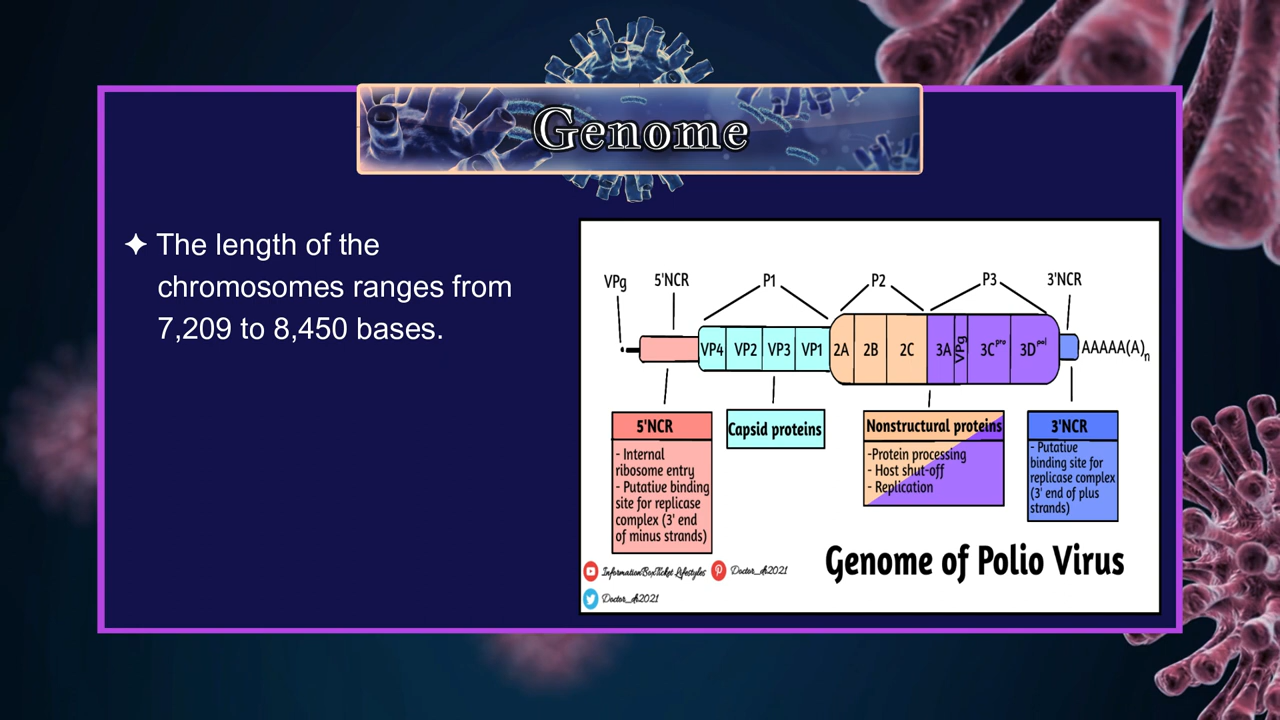 Genome
✦ The length of the
chromosomes ranges from
7,209 to 8,450 bases.
VPg 5'NCR P1 P2 P3 3'NCR
VP4 VP2 VP3 VP1 2A 2B 2C 3A VPg 3Cpro 3Dpol AAAAA(A)n
5'NCR
- Internal
ribosome entry
- Putative binding
site for replicase
complex (3' end
of minus strands)
Capsid proteins
Nonstructural proteins
-Protein processing
- Host shut-off
- Replication
3'NCR
- Putative
binding site for
replicase complex
(3' end of plus
strands)
Genome of Polio Virus
InformationBoxTicket Lifestyles Doctor_Ai2021
Doctor_Ai2021